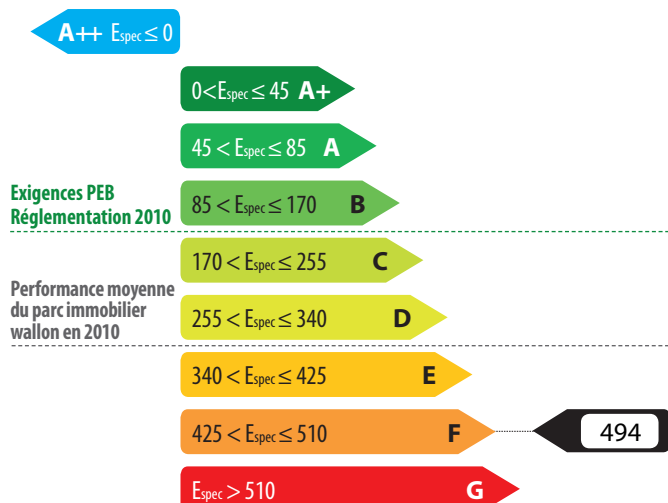 A++ Espec ≤ 0
0<Espec ≤ 45 A+
45 < Espec ≤ 85 A
Exigences PEB
Réglementation 2010
85 < Espec ≤ 170 B
170 < Espec ≤ 255 C
Performance moyenne
du parc immobilier
wallon en 2010
255 < Espec ≤ 340 D
340 < Espec ≤ 425 E
425 < Espec ≤ 510 F
494
Espec > 510 G